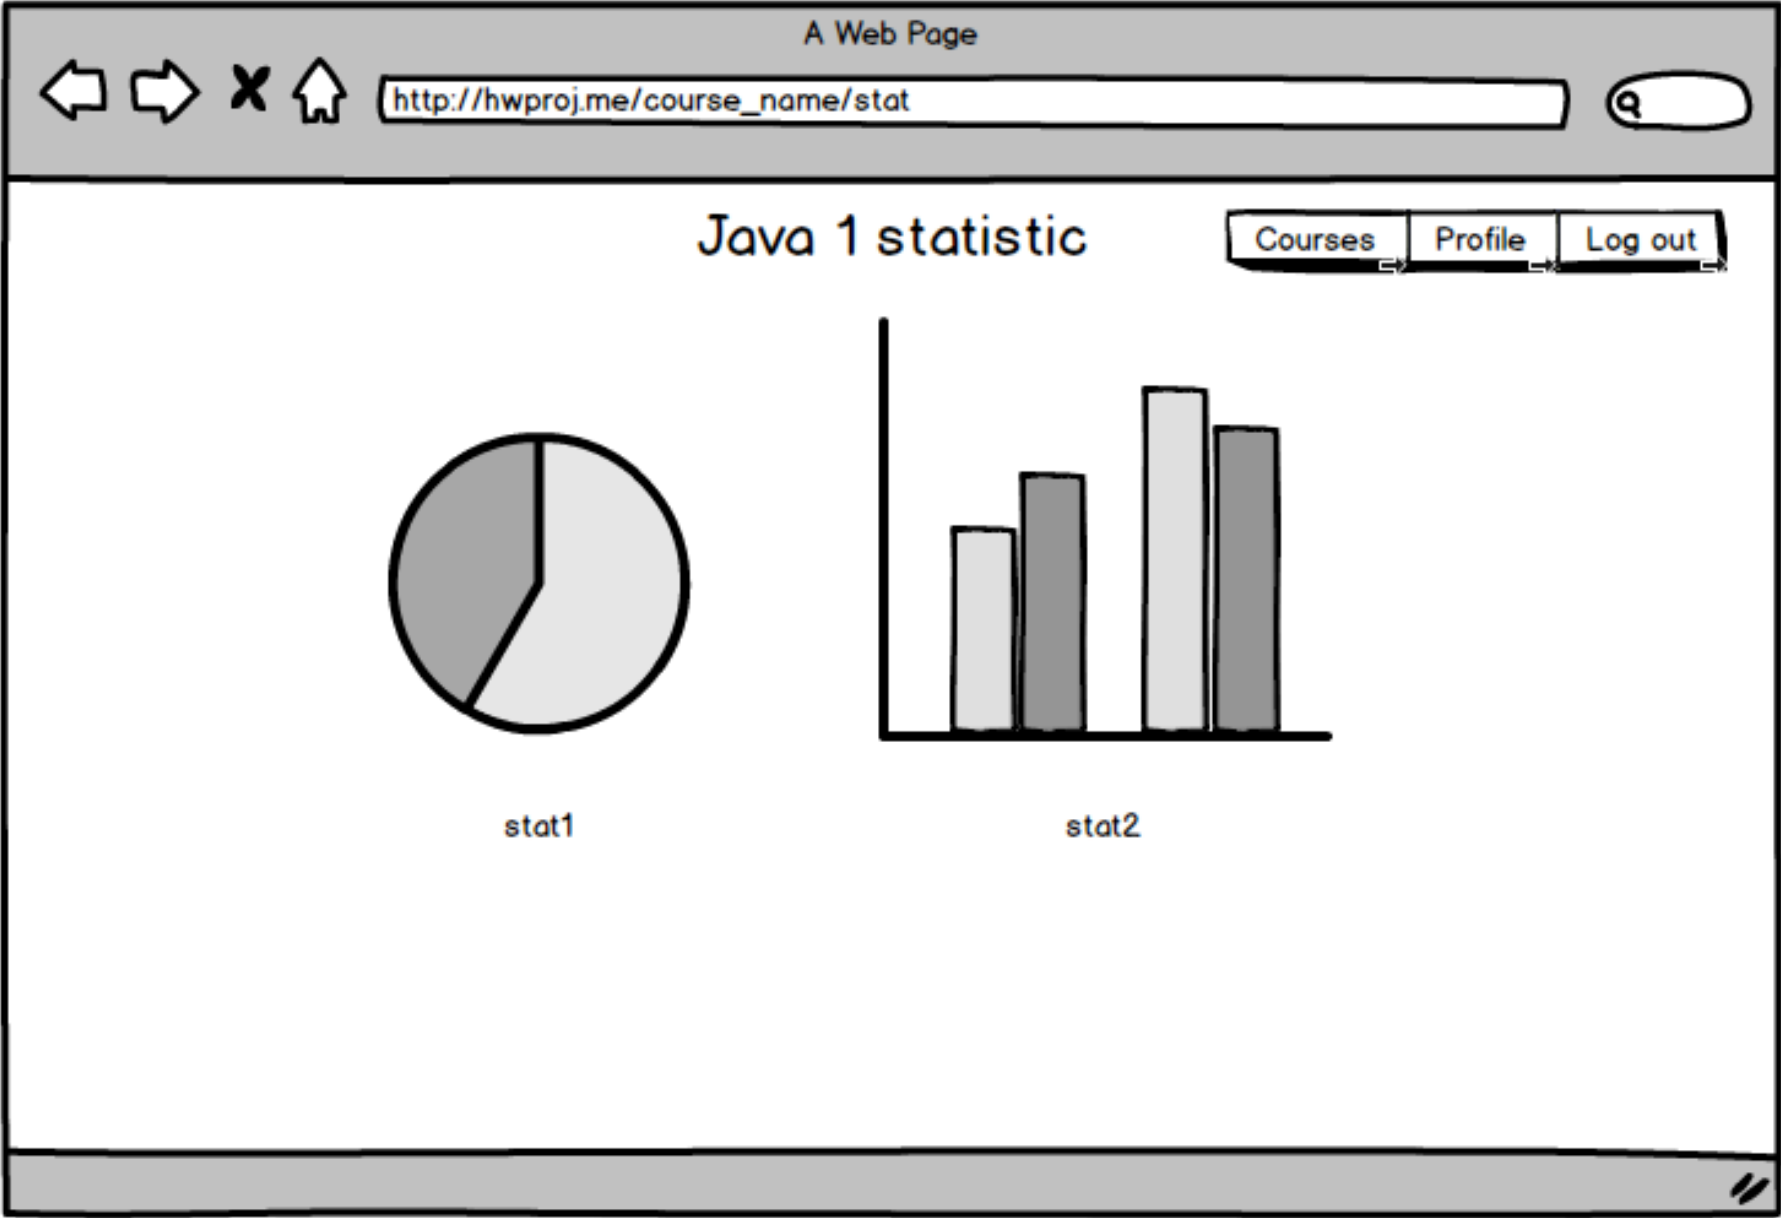 A Web Page
http://hwproj.me/course_name/stat
Java 1 statistic
Courses Profile Log out
stat1 stat2